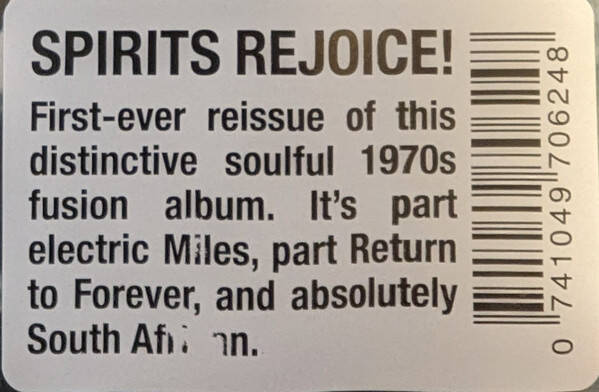 SPIRITS REJOICE!
First-ever reissue of this
distinctive soulful 1970s
fusion album. It's part
electric Miles, part Return
to Forever, and absolutely
South African.
0 741049 706248